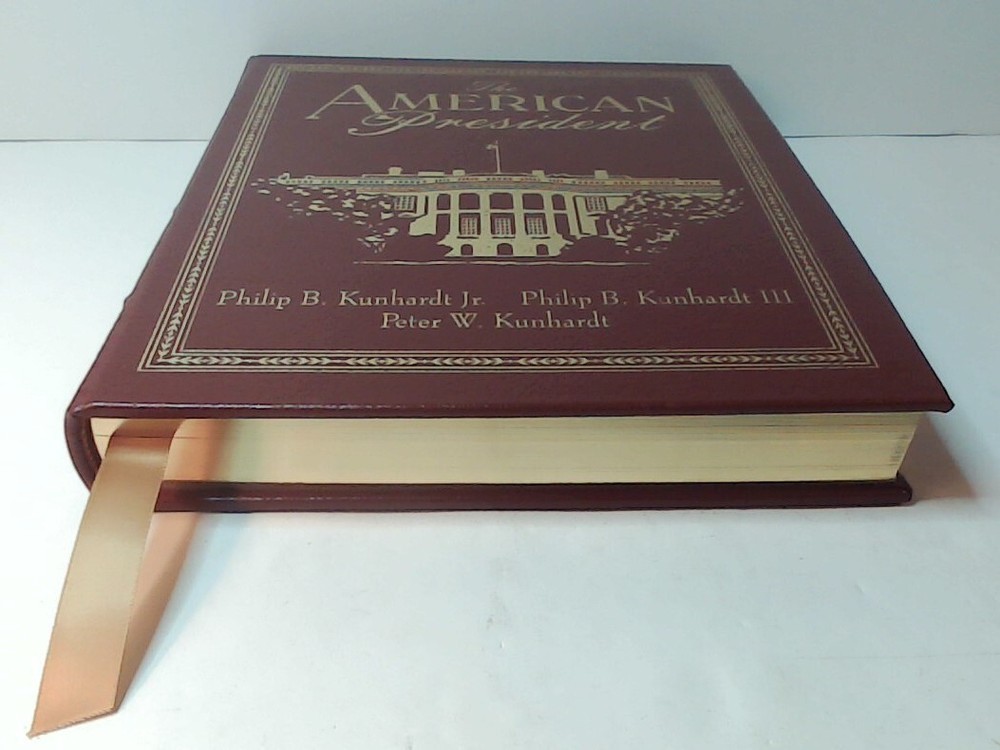 The
AMERICAN
President
Philip B. Kunhardt Jr. Philip B. Kunhardt III
Peter W. Kunhardt